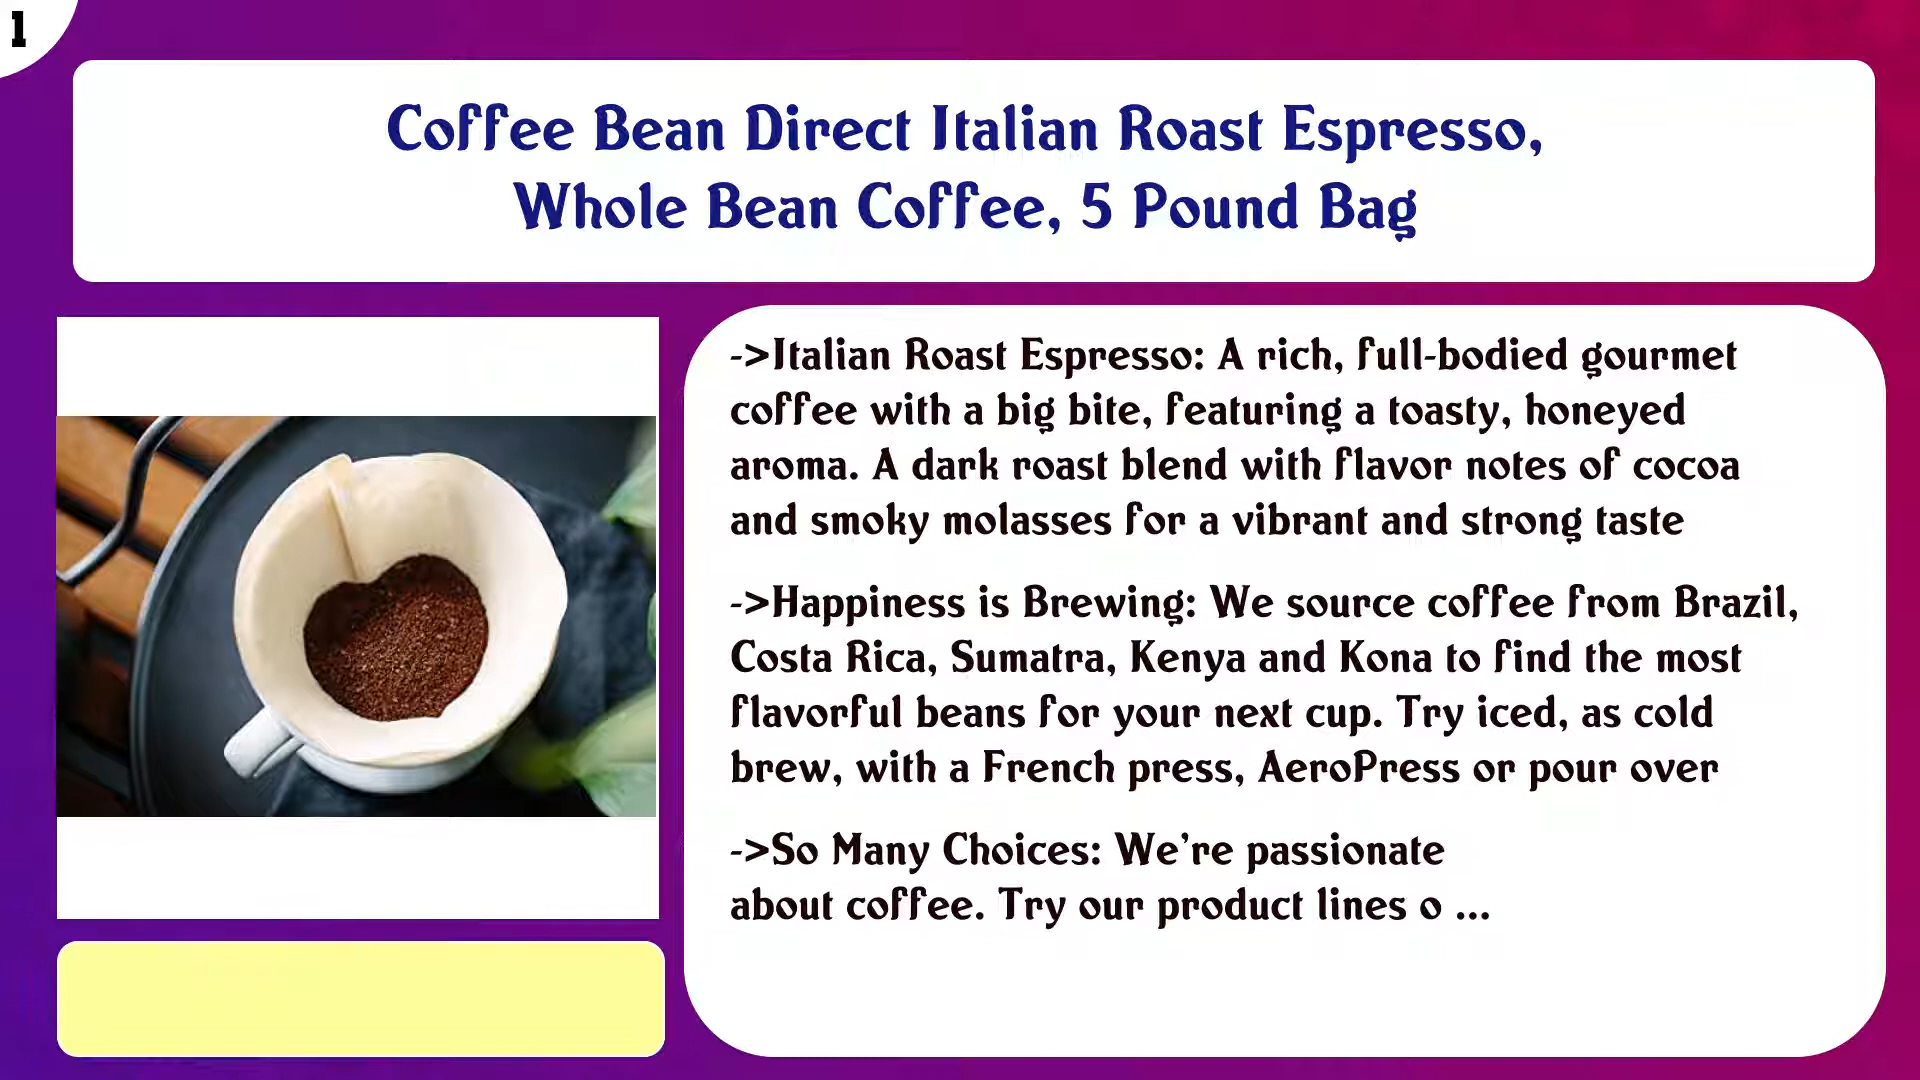 1
Coffee Bean Direct Italian Roast Espresso,
Whole Bean Coffee, 5 Pound Bag
->Italian Roast Espresso: A rich, full-bodied gourmet
coffee with a big bite, featuring a toasty, honeyed
aroma. A dark roast blend with flavor notes of cocoa
and smoky molasses for a vibrant and strong taste
->Happiness is Brewing: We source coffee from Brazil,
Costa Rica, Sumatra, Kenya and Kona to find the most
flavorful beans for your next cup. Try iced, as cold
brew, with a French press, AeroPress or pour over
->So Many Choices: We’re passionate
about coffee. Try our product lines o ...